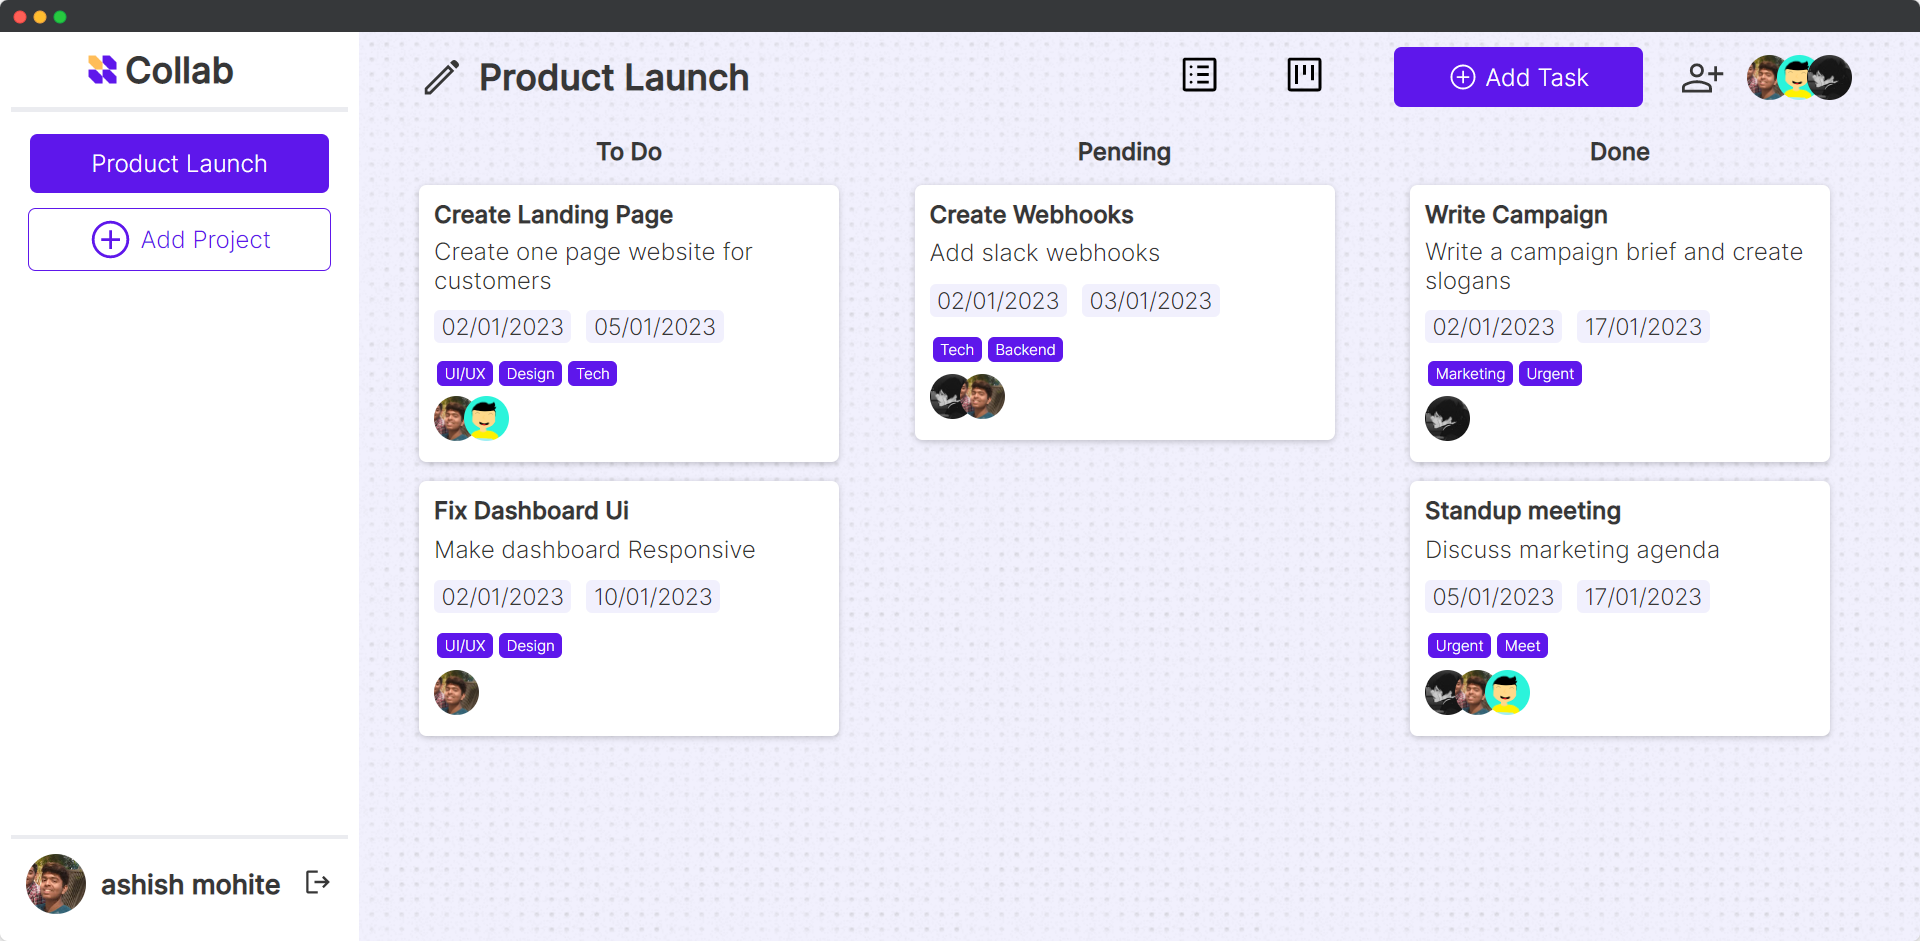 Collab
Product Launch
Add Project
ashish mohite
Product Launch
Add Task
To Do
Create Landing Page
Create one page website for
customers
02/01/2023 05/01/2023
UI/UX Design Tech
Fix Dashboard Ui
Make dashboard Responsive
02/01/2023 10/01/2023
UI/UX Design
Pending
Create Webhooks
Add slack webhooks
02/01/2023 03/01/2023
Tech Backend
Done
Write Campaign
Write a campaign brief and create
slogans
02/01/2023 17/01/2023
Marketing Urgent
Standup meeting
Discuss marketing agenda
05/01/2023 17/01/2023
Urgent Meet